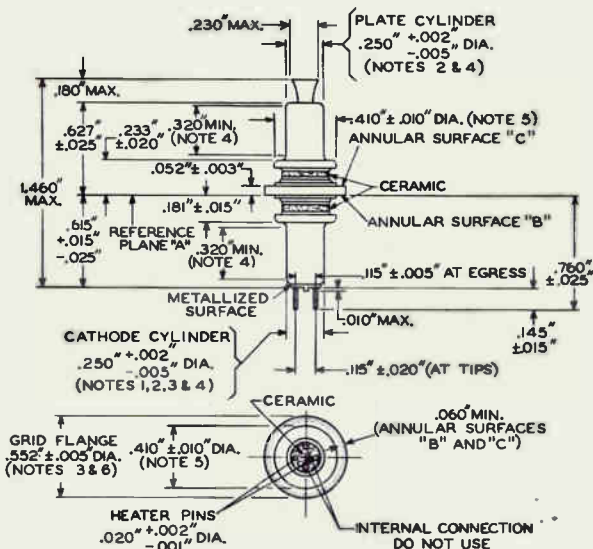 .230" MAX.
PLATE CYLINDER
.250" +.002" -.005" DIA.
(NOTES 2 & 4)
.180" MAX.
.627 ±.025"
.233" ±.020"
.320" MIN. (NOTE 4)
.410" ±.010" DIA. (NOTE 5)
ANNULAR SURFACE "C"
.052" ±.003"
CERAMIC
1.460" MAX.
.181" ±.015"
ANNULAR SURFACE "B"
.615" +.015" -.025"
REFERENCE PLANE "A"
.320" MIN. (NOTE 4)
.115" ±.005" AT EGRESS
.760" ±.025"
METALLIZED SURFACE
.010" MAX.
.145" ±.015"
CATHODE CYLINDER
.250" +.002" -.005" DIA.
(NOTES 1,2,3 & 4)
.115" ±.020" (AT TIPS)
CERAMIC
.060" MIN.
(ANNULAR SURFACES
"B" AND "C")
GRID FLANGE
.552" ±.005" DIA.
(NOTES 3 & 6)
.410" ±.010" DIA.
(NOTE 5)
HEATER PINS
.020" +.002" -.001" DIA.
INTERNAL CONNECTION
DO NOT USE